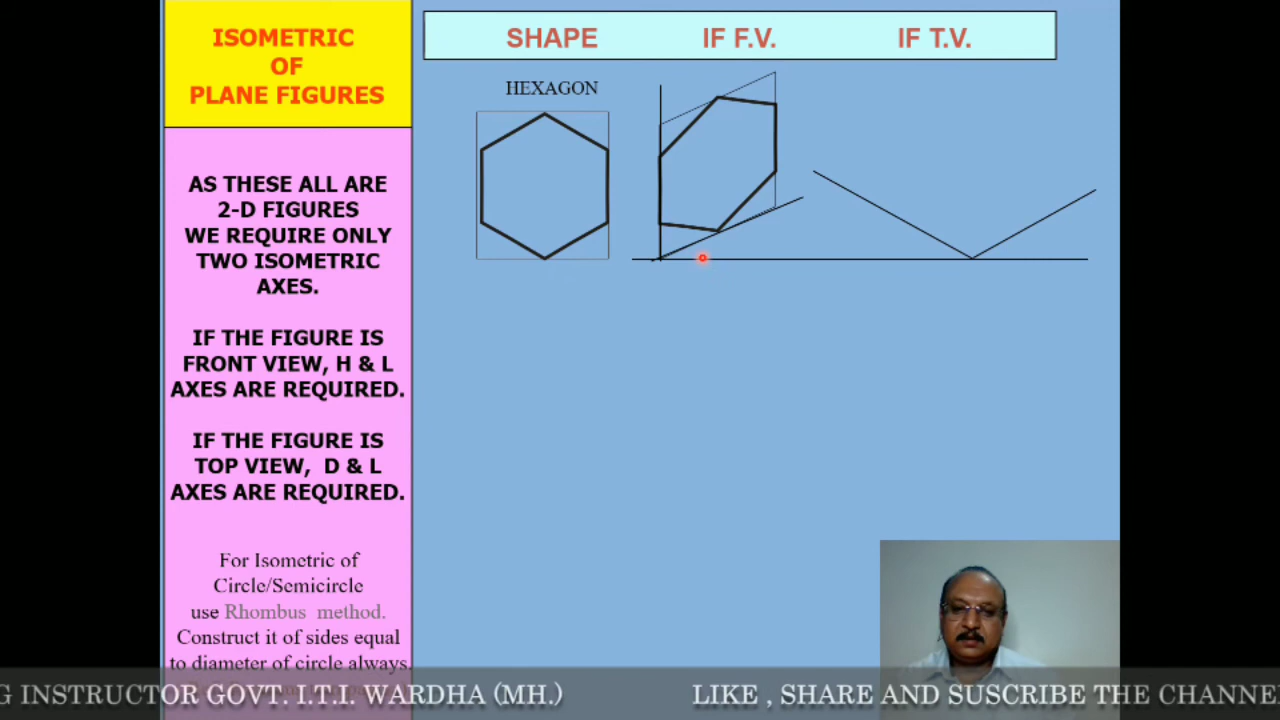 ISOMETRIC
OF
PLANE FIGURES
SHAPE IF F.V. IF T.V.
HEXAGON
AS THESE ALL ARE
2-D FIGURES
WE REQUIRE ONLY
TWO ISOMETRIC
AXES.
IF THE FIGURE IS
FRONT VIEW, H & L
AXES ARE REQUIRED.
IF THE FIGURE IS
TOP VIEW, D & L
AXES ARE REQUIRED.
For Isometric of
Circle/Semicircle
use Rhombus method.
Construct it of sides equal
to diameter of circle always.
G INSTRUCTOR GOVT. I.T.I. WARDHA (MH.) LIKE , SHARE AND SUSCRIBE THE CHANNE